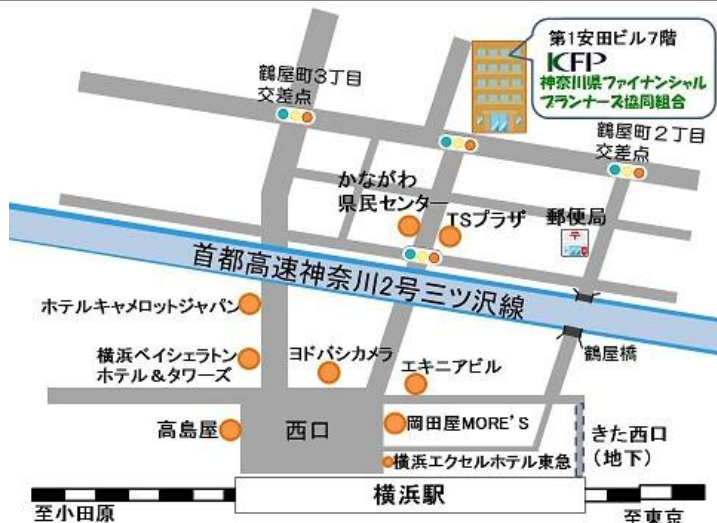 第1安田ビル7階
KFP
神奈川県ファイナンシャル
プランナーズ協同組合
鶴屋町3丁目
交差点
鶴屋町2丁目
交差点
かながわ
県民センター
TSプラザ
郵便局
〒
首都高速神奈川2号三ツ沢線
ホテルキャメロットジャパン
鶴屋橋
横浜ベイシェラトン
ホテル&タワーズ
ヨドバシカメラ
エキニアビル
高島屋
西口
岡田屋MORE'S
きた西口
(地下)
横浜エクセルホテル東急
横浜駅
至小田原
至東京